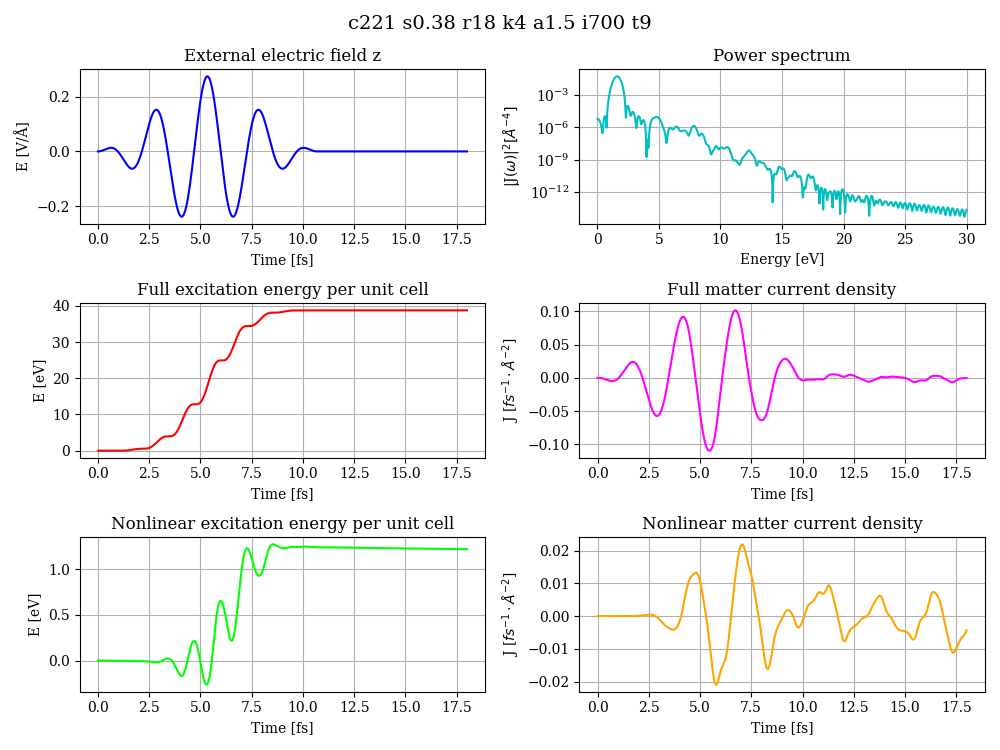 c221 s0.38 r18 k4 a1.5 i700 t9
External electric field z
E [V/Å]
0.2
0.0
−0.2
0.0 2.5 5.0 7.5 10.0 12.5 15.0 17.5
Time [fs]
Power spectrum
|J(ω)|²[Å⁻⁴]
10⁻³
10⁻⁶
10⁻⁹
10⁻¹²
0 5 10 15 20 25 30
Energy [eV]
Full excitation energy per unit cell
E [eV]
40
30
20
10
0
0.0 2.5 5.0 7.5 10.0 12.5 15.0 17.5
Time [fs]
Full matter current density
J [fs⁻¹ · Å⁻²]
0.10
0.05
0.00
−0.05
−0.10
0.0 2.5 5.0 7.5 10.0 12.5 15.0 17.5
Time [fs]
Nonlinear excitation energy per unit cell
E [eV]
1.0
0.5
0.0
0.0 2.5 5.0 7.5 10.0 12.5 15.0 17.5
Time [fs]
Nonlinear matter current density
J [fs⁻¹ · Å⁻²]
0.02
0.01
0.00
−0.01
−0.02
0.0 2.5 5.0 7.5 10.0 12.5 15.0 17.5
Time [fs]